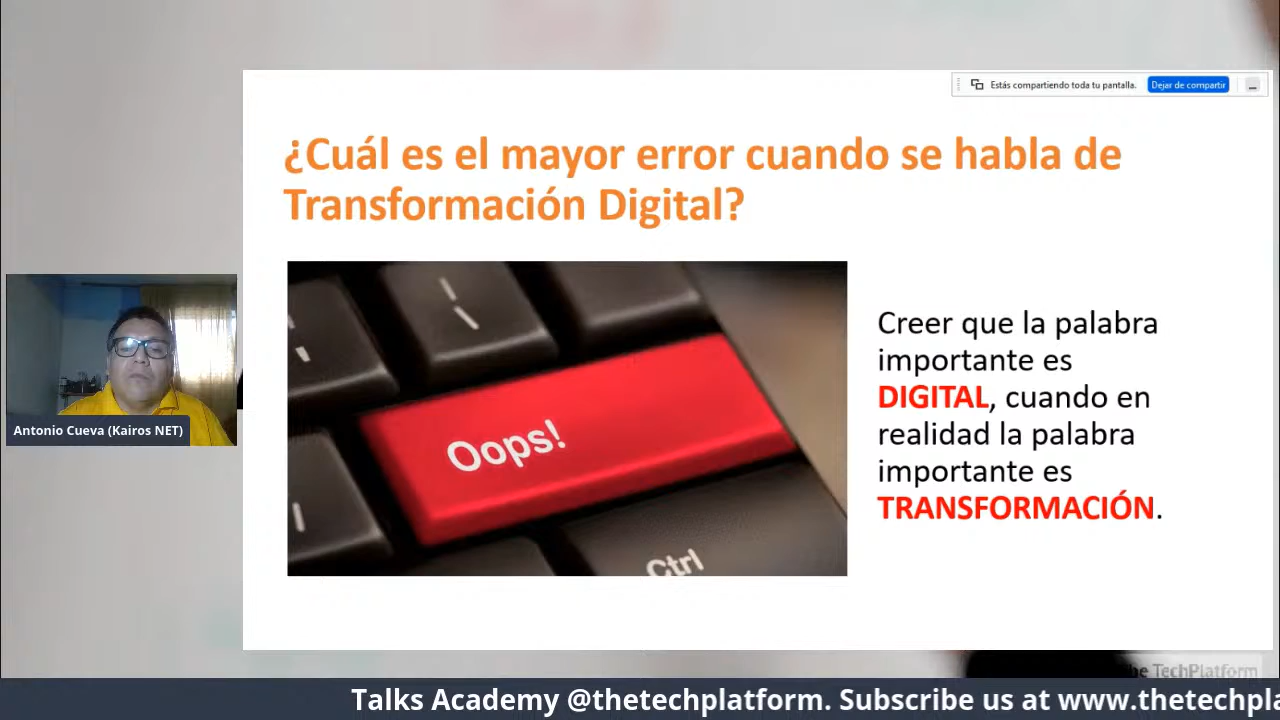 Estás compartiendo toda tu pantalla.
Dejar de compartir
¿Cuál es el mayor error cuando se habla de
Transformación Digital?
Oops!
Ctrl
Creer que la palabra
importante es
DIGITAL, cuando en
realidad la palabra
importante es
TRANSFORMACIÓN.
Antonio Cueva (Kairos NET)
The TechPlatform
Talks Academy @thetechplatform. Subscribe us at www.thetechpla